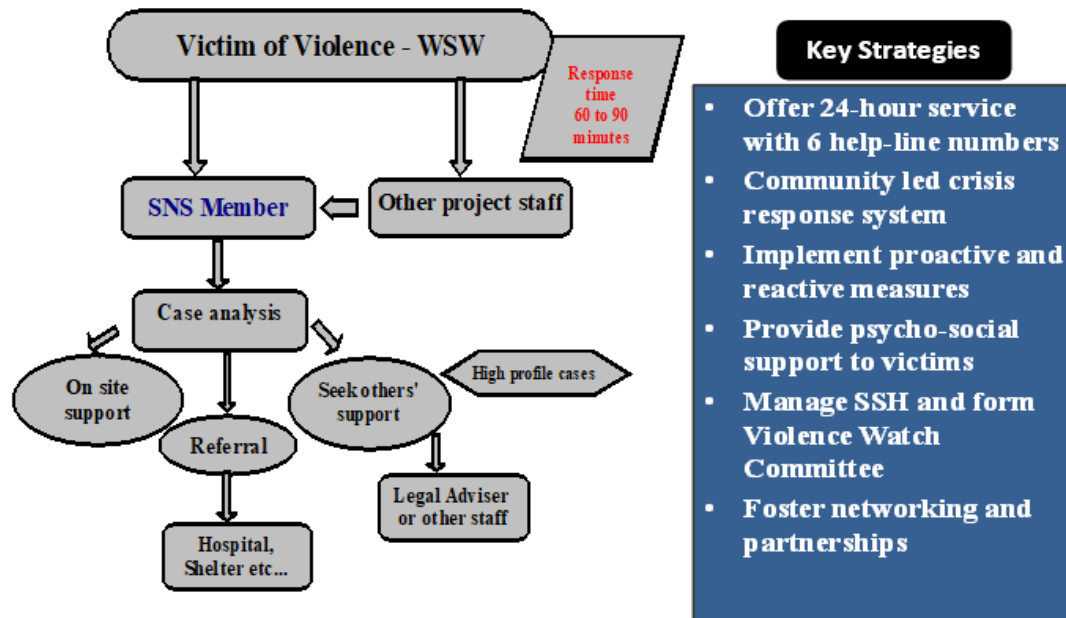 Victim of Violence - WSW
Response
time
60 to 90
minutes
SNS Member
Other project staff
Case analysis
On site
support
Referral
Seek others'
support
High profile cases
Hospital,
Shelter etc...
Legal Adviser
or other staff
Key Strategies
• Offer 24-hour service
with 6 help-line numbers
• Community led crisis
response system
• Implement proactive and
reactive measures
• Provide psycho-social
support to victims
• Manage SSH and form
Violence Watch
Committee
• Foster networking and
partnerships